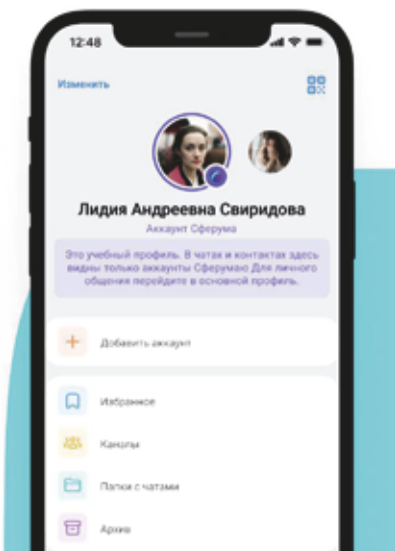 12:48
Изменить
Лидия Андреевна Свиридова
Аккаунт Сферума
Это учебный профиль. В чатах и контактах здесь
видны только аккаунты Сферумаю Для личного
общения перейдите в основной профиль.
Добавить аккаунт
Избранное
Каналы
Папки с чатами
Архив